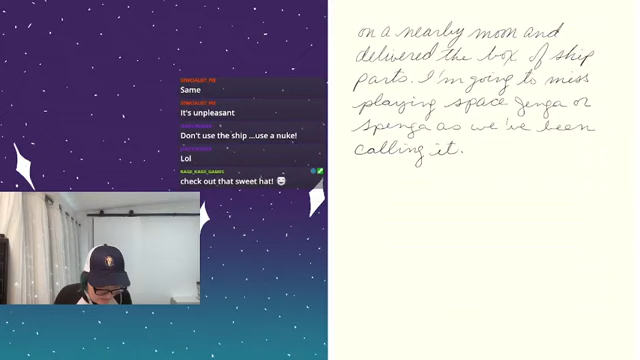 Same
It's unpleasant
Don't use the ship ...use a nuke!
Lol
RAGE_KAGE_GAMES
check out that sweet hat!
on a nearby moon and
delivered the box of ship
parts. I'm going to miss
playing space Jenga or
Spenga as we've been
calling it.